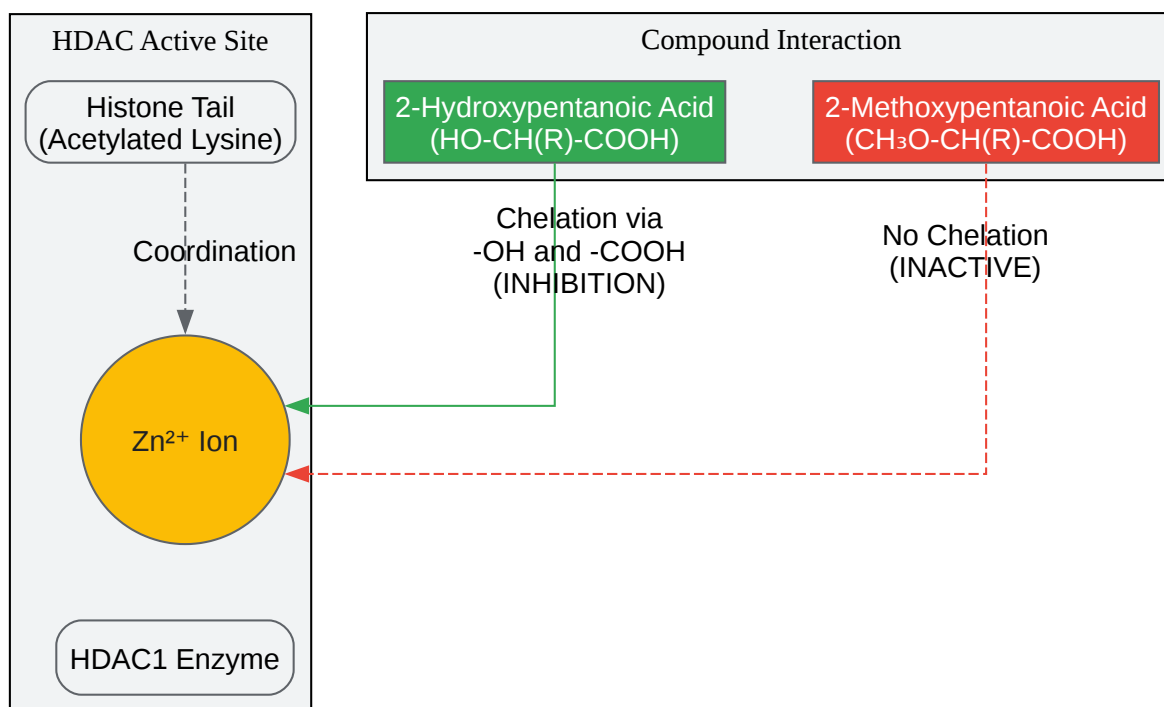 HDAC Active Site
Histone Tail
(Acetylated Lysine)
Coordination
Zn²⁺ Ion
HDAC1 Enzyme
Compound Interaction
2-Hydroxypentanoic Acid
(HO-CH(R)-COOH)
2-Methoxypentanoic Acid
(CH₃O-CH(R)-COOH)
Chelation via
-OH and -COOH
(INHIBITION)
No Chelation
(INACTIVE)